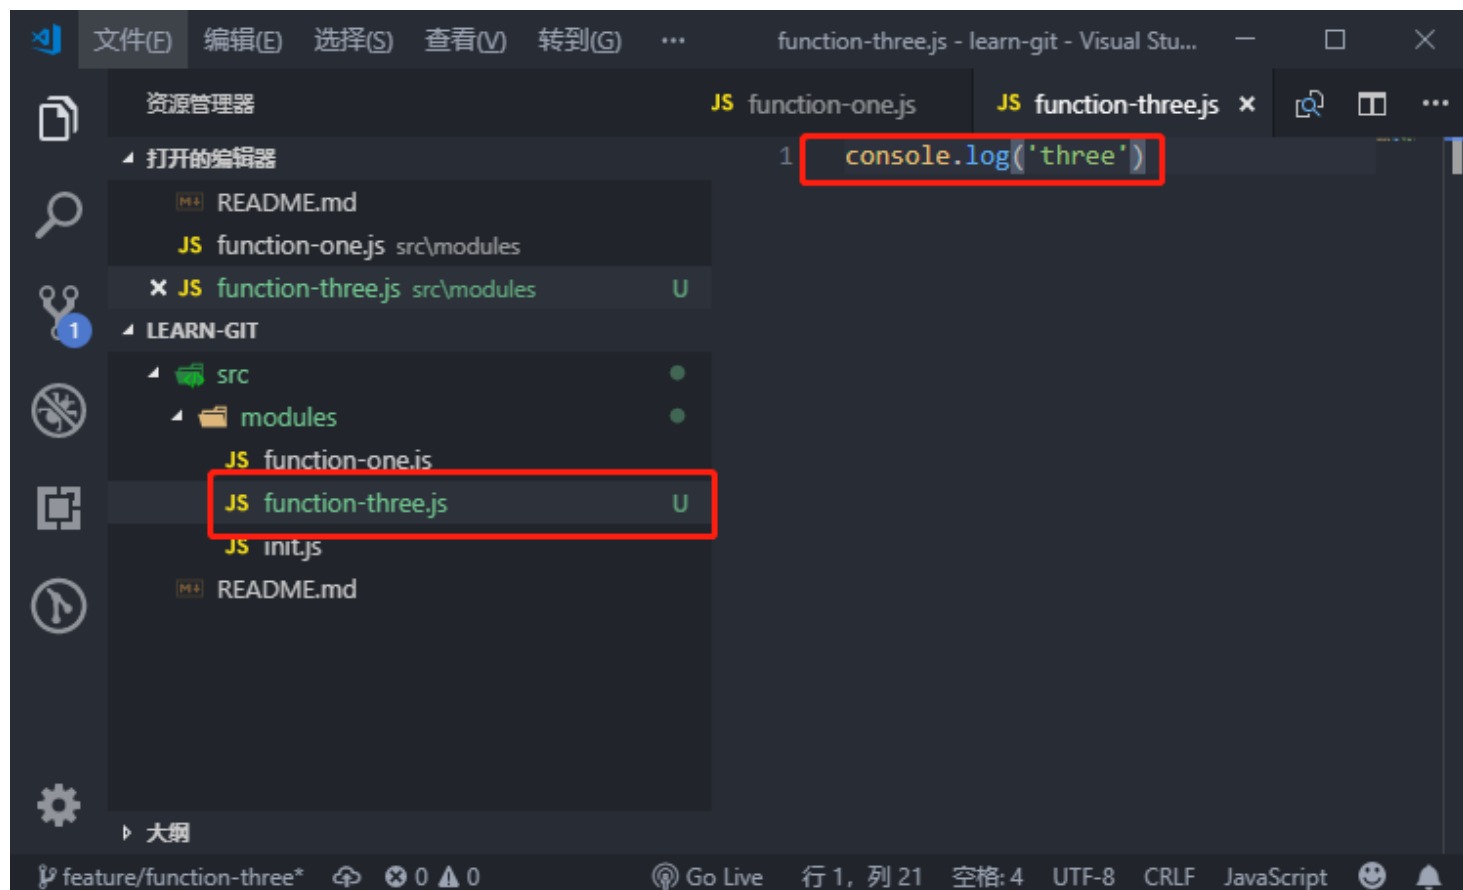 文件(F) 编辑(E) 选择(S) 查看(V) 转到(G) ··· function-three.js - learn-git - Visual Stu...
资源管理器
JS function-one.js JS function-three.js
打开的编辑器
1 console.log('three')
M↓ README.md
JS function-one.js src\modules
JS function-three.js src\modules U
1
LEARN-GIT
src
modules
JS function-one.js
JS function-three.js U
JS init.js
M↓ README.md
大纲
feature/function-three* 0 0 Go Live 行 1，列 21 空格: 4 UTF-8 CRLF JavaScript